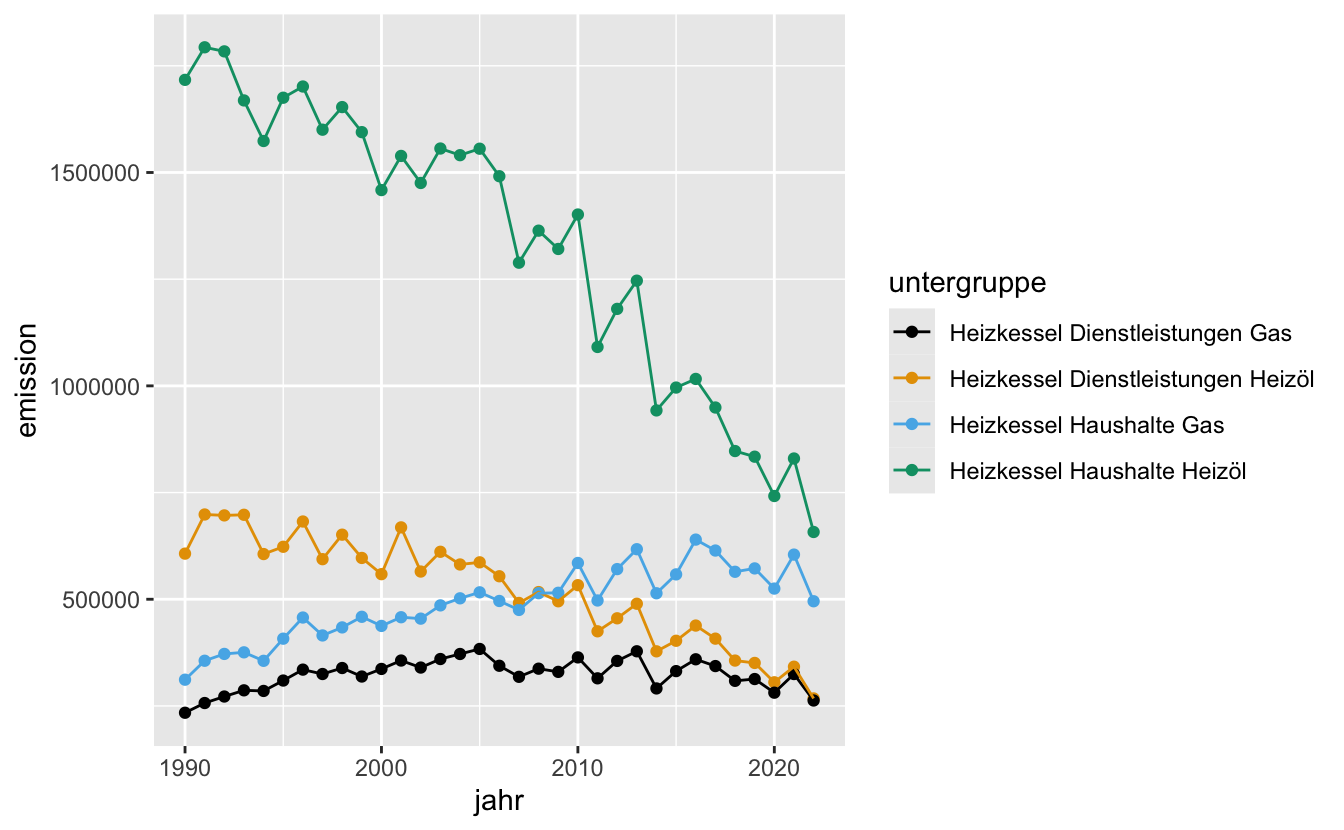 1500000
1000000
500000
emission
1990
2000
2010
2020
jahr
untergruppe
Heizkessel Dienstleistungen Gas
Heizkessel Dienstleistungen Heizöl
Heizkessel Haushalte Gas
Heizkessel Haushalte Heizöl